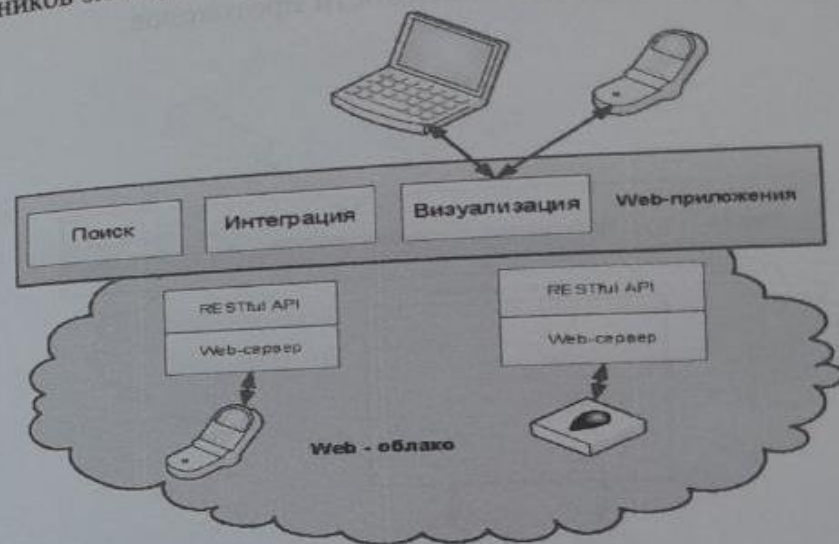 Поиск
Интеграция
Визуализация
Web-приложения
RESTful API
Web-сервер
RESTful API
Web-сервер
Web - облако